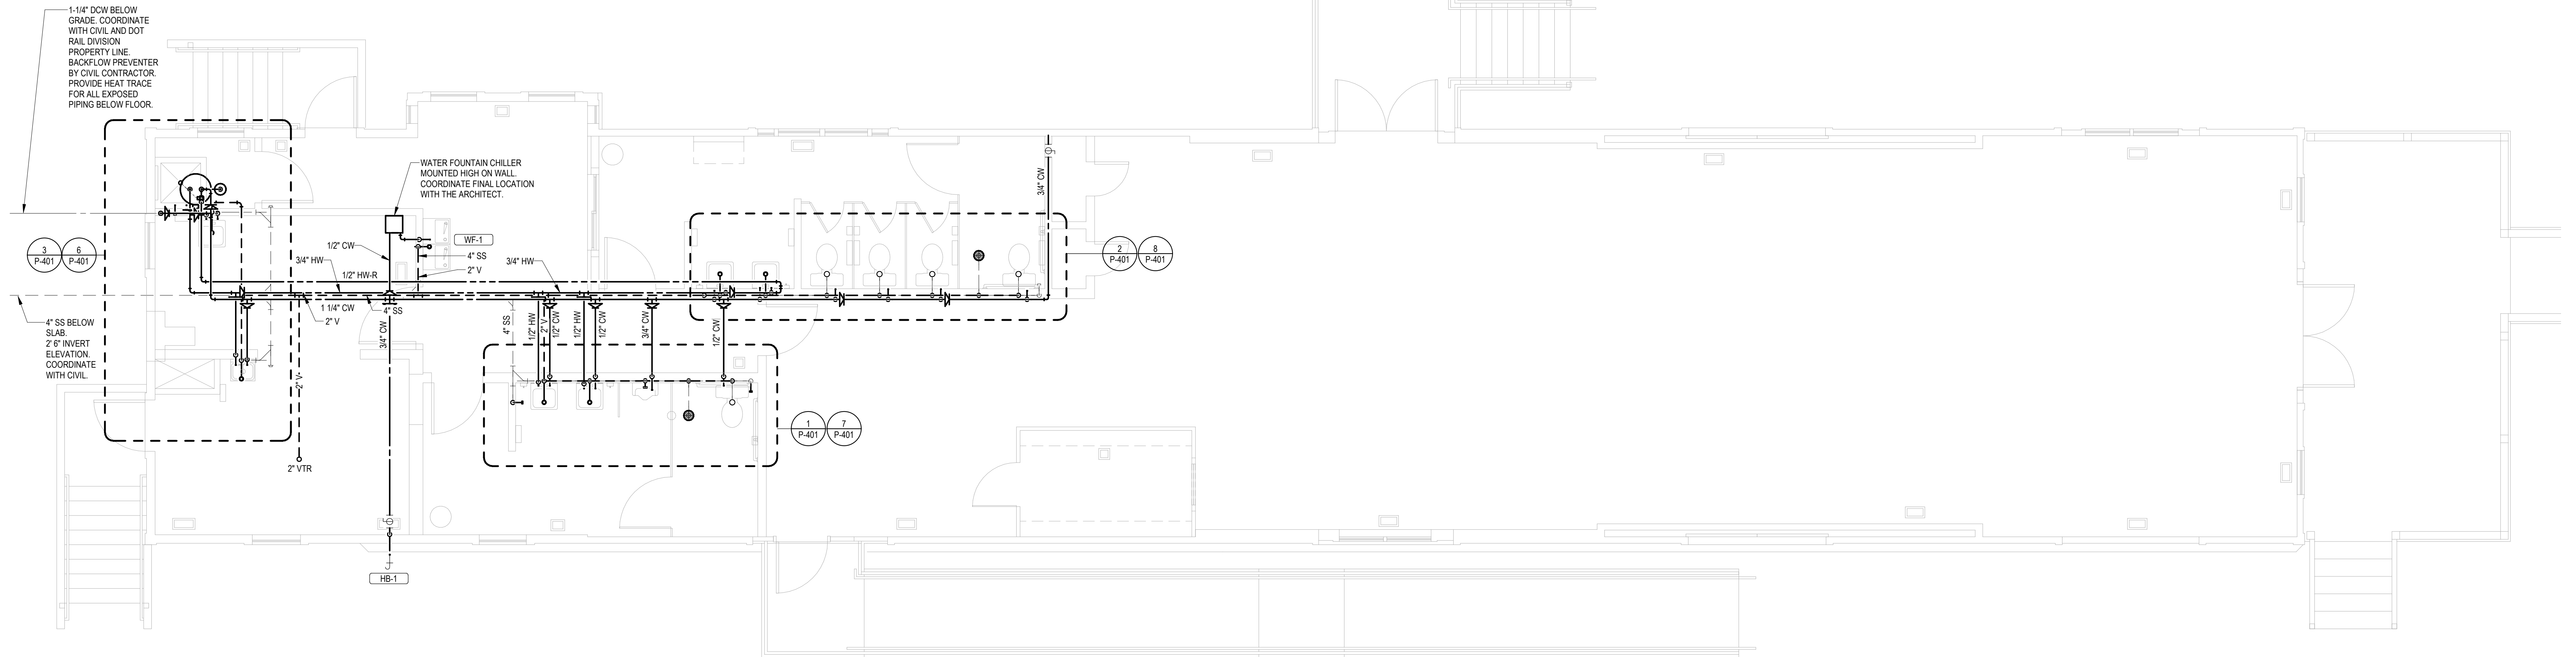 1-1/4" DCW BELOW
GRADE. COORDINATE
WITH CIVIL AND DOT
RAIL DIVISION
PROPERTY LINE.
BACKFLOW PREVENTER
BY CIVIL CONTRACTOR.
PROVIDE HEAT TRACE
FOR ALL EXPOSED
PIPING BELOW FLOOR.
WATER FOUNTAIN CHILLER
MOUNTED HIGH ON WALL.
COORDINATE FINAL LOCATION
WITH THE ARCHITECT.
3/4" CW
WF-1
1/2" CW
4" SS
3/4" HW
3/4" HW
1/2" HW-R
2" V
3
P-401
6
P-401
2
P-401
8
P-401
1 1/4" CW
4" SS
2" V
4" SS BELOW
SLAB.
2' 6" INVERT
ELEVATION.
COORDINATE
WITH CIVIL.
3/4" CW
4" SS
1/2" HW
2" V
1/2" CW
1/2" HW
1/2" CW
3/4" CW
1/2" CW
2" V
1
P-401
7
P-401
2" VTR
HB-1